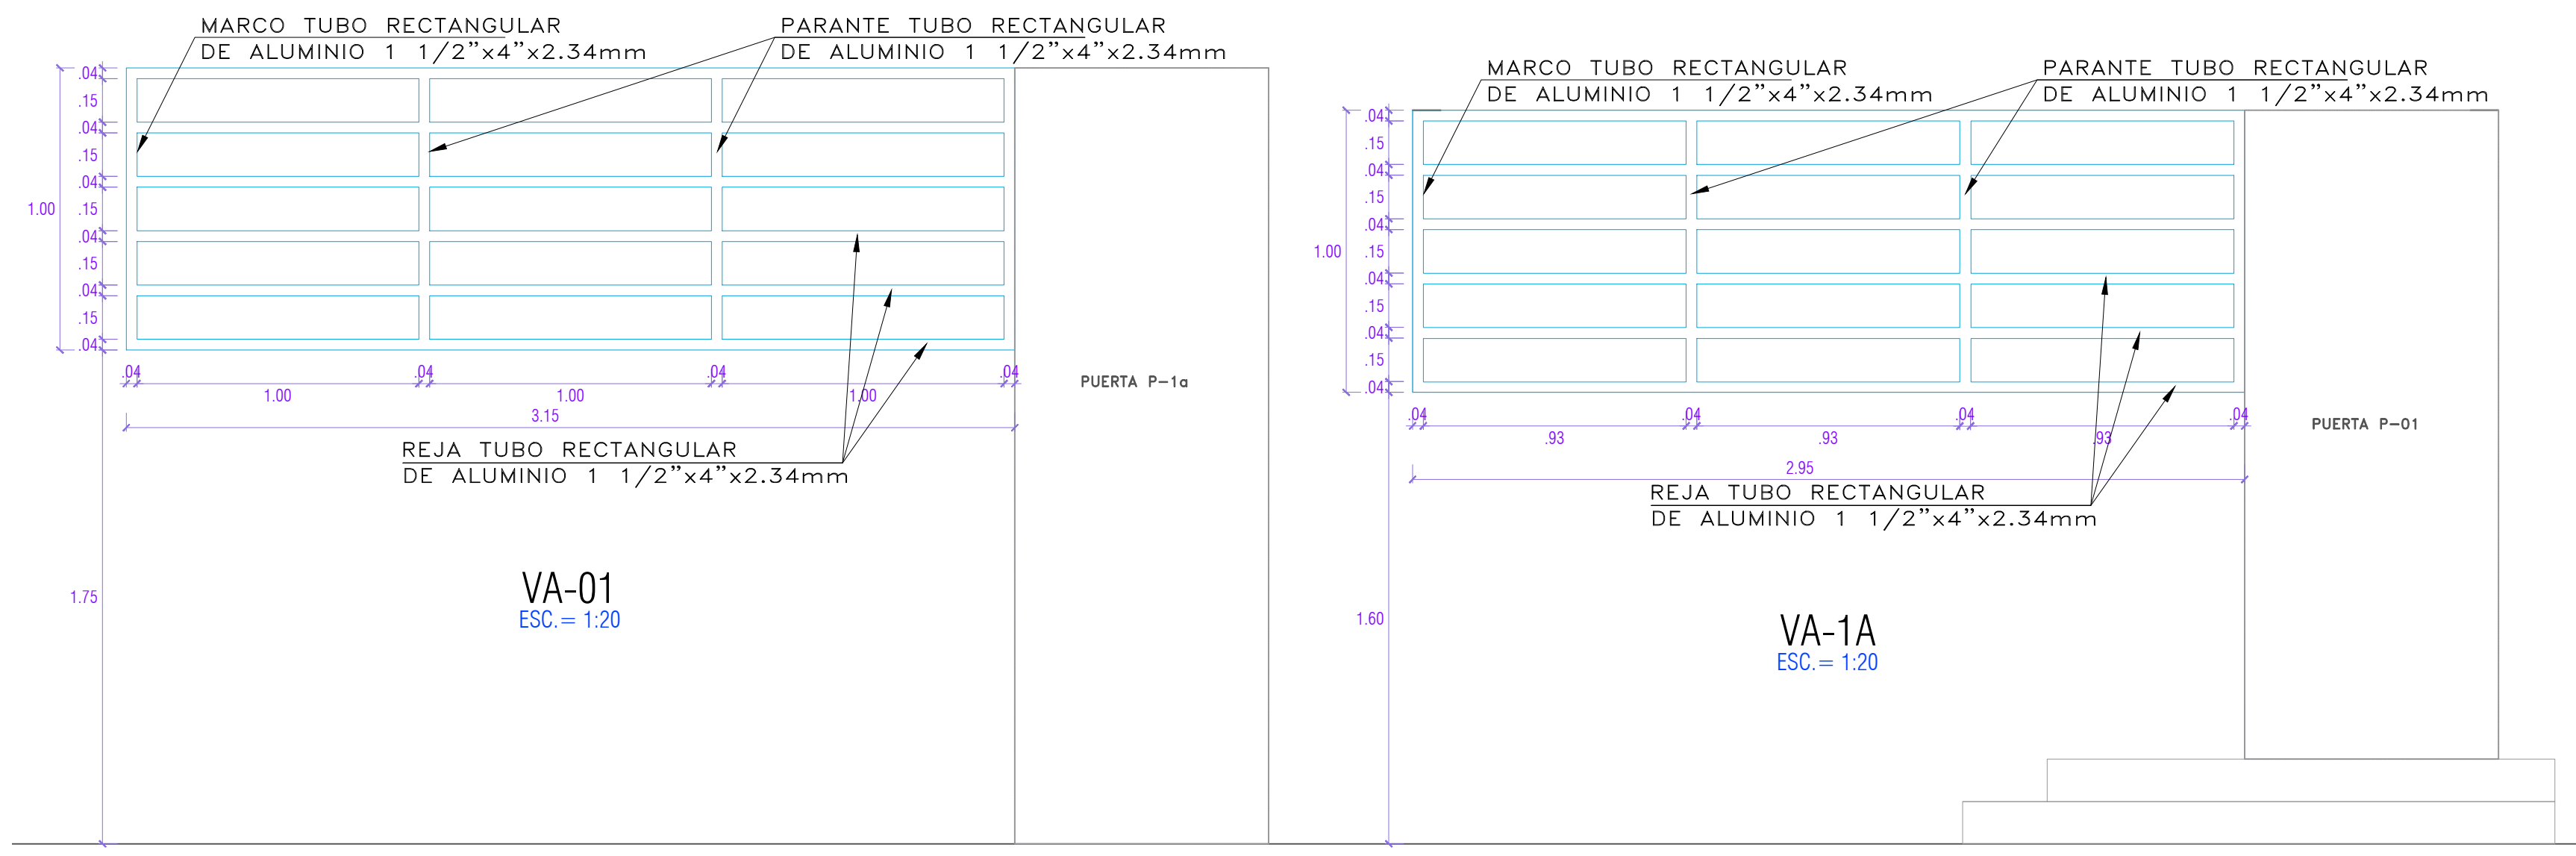 MARCO TUBO RECTANGULAR
DE ALUMINIO 1 1/2"x4"x2.34mm
PARANTE TUBO RECTANGULAR
DE ALUMINIO 1 1/2"x4"x2.34mm
.04
.15
.04
.15
.04
.15
.04
.15
.04
.15
.04
1.00
.04
.04
.04
.04
1.00
1.00
1.00
3.15
REJA TUBO RECTANGULAR
DE ALUMINIO 1 1/2"x4"x2.34mm
PUERTA P-1a
1.75
VA-01
ESC.= 1:20
MARCO TUBO RECTANGULAR
DE ALUMINIO 1 1/2"x4"x2.34mm
PARANTE TUBO RECTANGULAR
DE ALUMINIO 1 1/2"x4"x2.34mm
.04
.15
.04
.15
.04
.15
.04
.15
.04
.15
.04
1.00
.04
.04
.04
.04
.93
.93
.93
2.95
REJA TUBO RECTANGULAR
DE ALUMINIO 1 1/2"x4"x2.34mm
PUERTA P-01
1.60
VA-1A
ESC.= 1:20